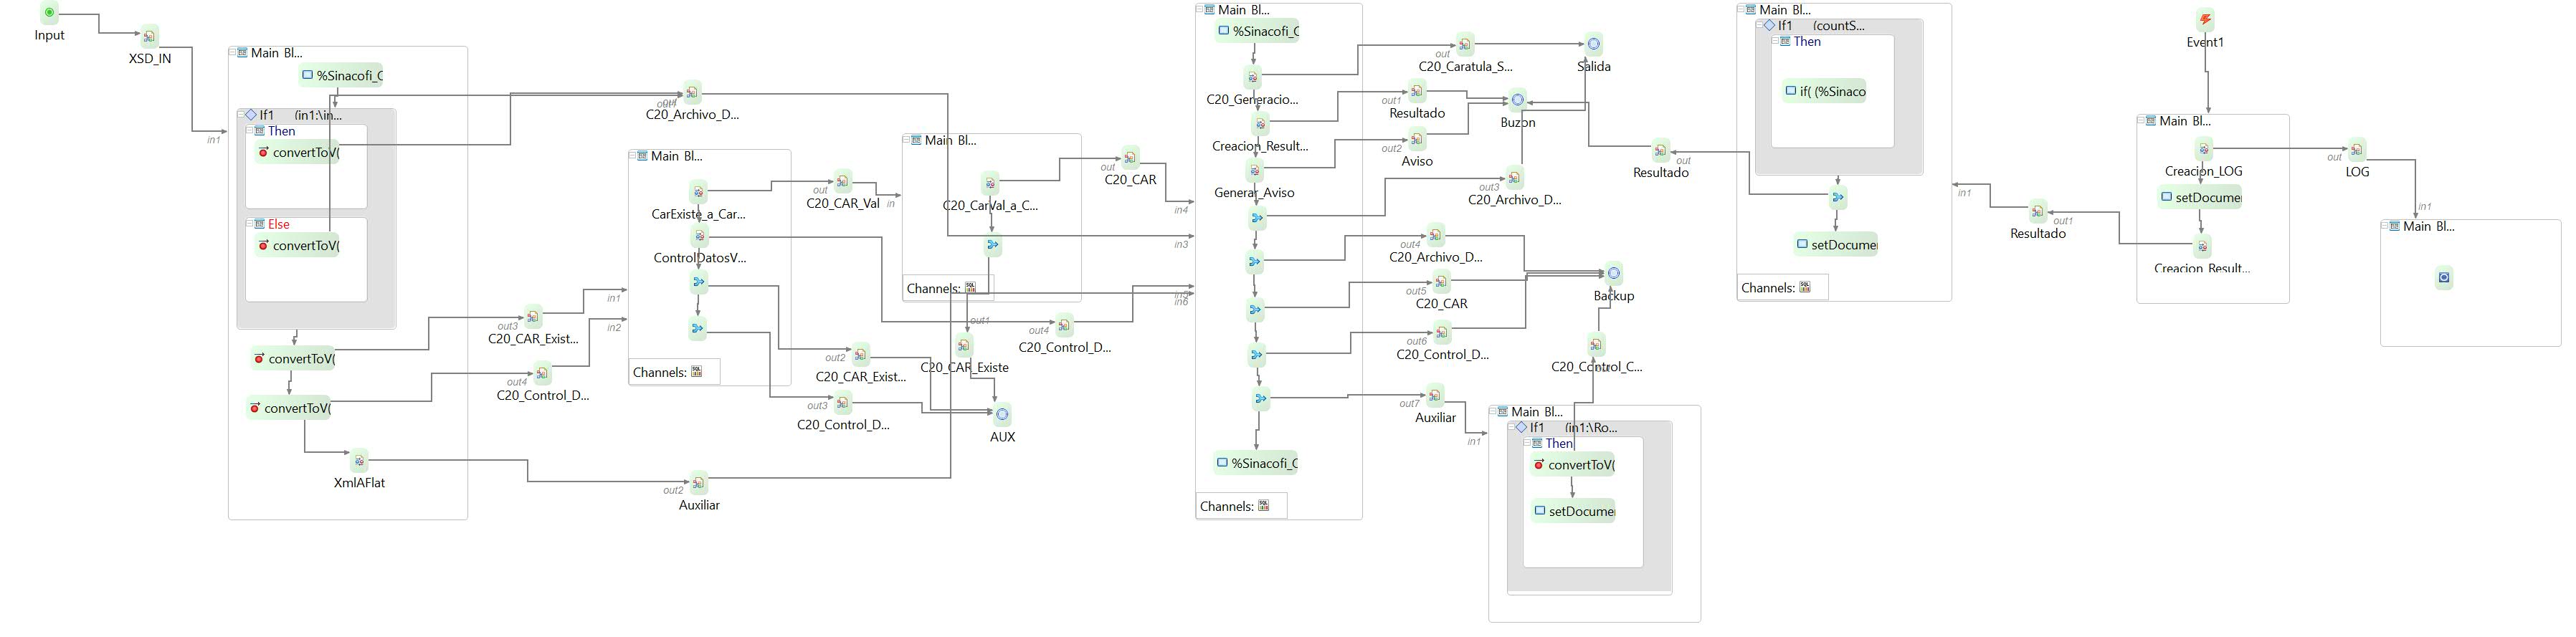 Input
XSD_IN
in1
Main Bl...
%Sinacofi_C
If1 (in1:\in...
Then
convertToV(
Else
convertToV(
convertToV(
convertToV(
XmlAFlat
out3
C20_CAR_Exist...
out4
C20_Control_D...
out2
Auxiliar
C20_Archivo_D...
in1
in2
Main Bl...
CarExiste_a_Car...
ControlDatosV...
Channels:
out
C20_CAR_Val
out2
C20_CAR_Exist...
out3
C20_Control_D...
in
Main Bl...
C20_CarVal_a_C...
Channels:
out
C20_CAR
out1
C20_CAR_Existe
out4
C20_Control_D...
AUX
in4
in3
in6
Main Bl...
%Sinacofi_C
C20_Generacio...
Creacion_Result...
Generar_Aviso
%Sinacofi_C
Channels:
out
C20_Caratula_S...
Salida
out1
Resultado
Buzon
out2
Aviso
out3
C20_Archivo_D...
out4
C20_Archivo_D...
out5
C20_CAR
Backup
out6
C20_Control_D...
C20_Control_C...
out7
Auxiliar
in1
Main Bl...
If1 (in1:\Ro...
Then
convertToV(
setDocumer
out
Resultado
Main Bl...
If1 (countS...
Then
if( (%Sinaco
setDocumer
Channels:
in1
out1
Resultado
Event1
Main Bl...
Creacion_LOG
setDocumer
Creacion_Result...
out
LOG
in1
Main Bl...